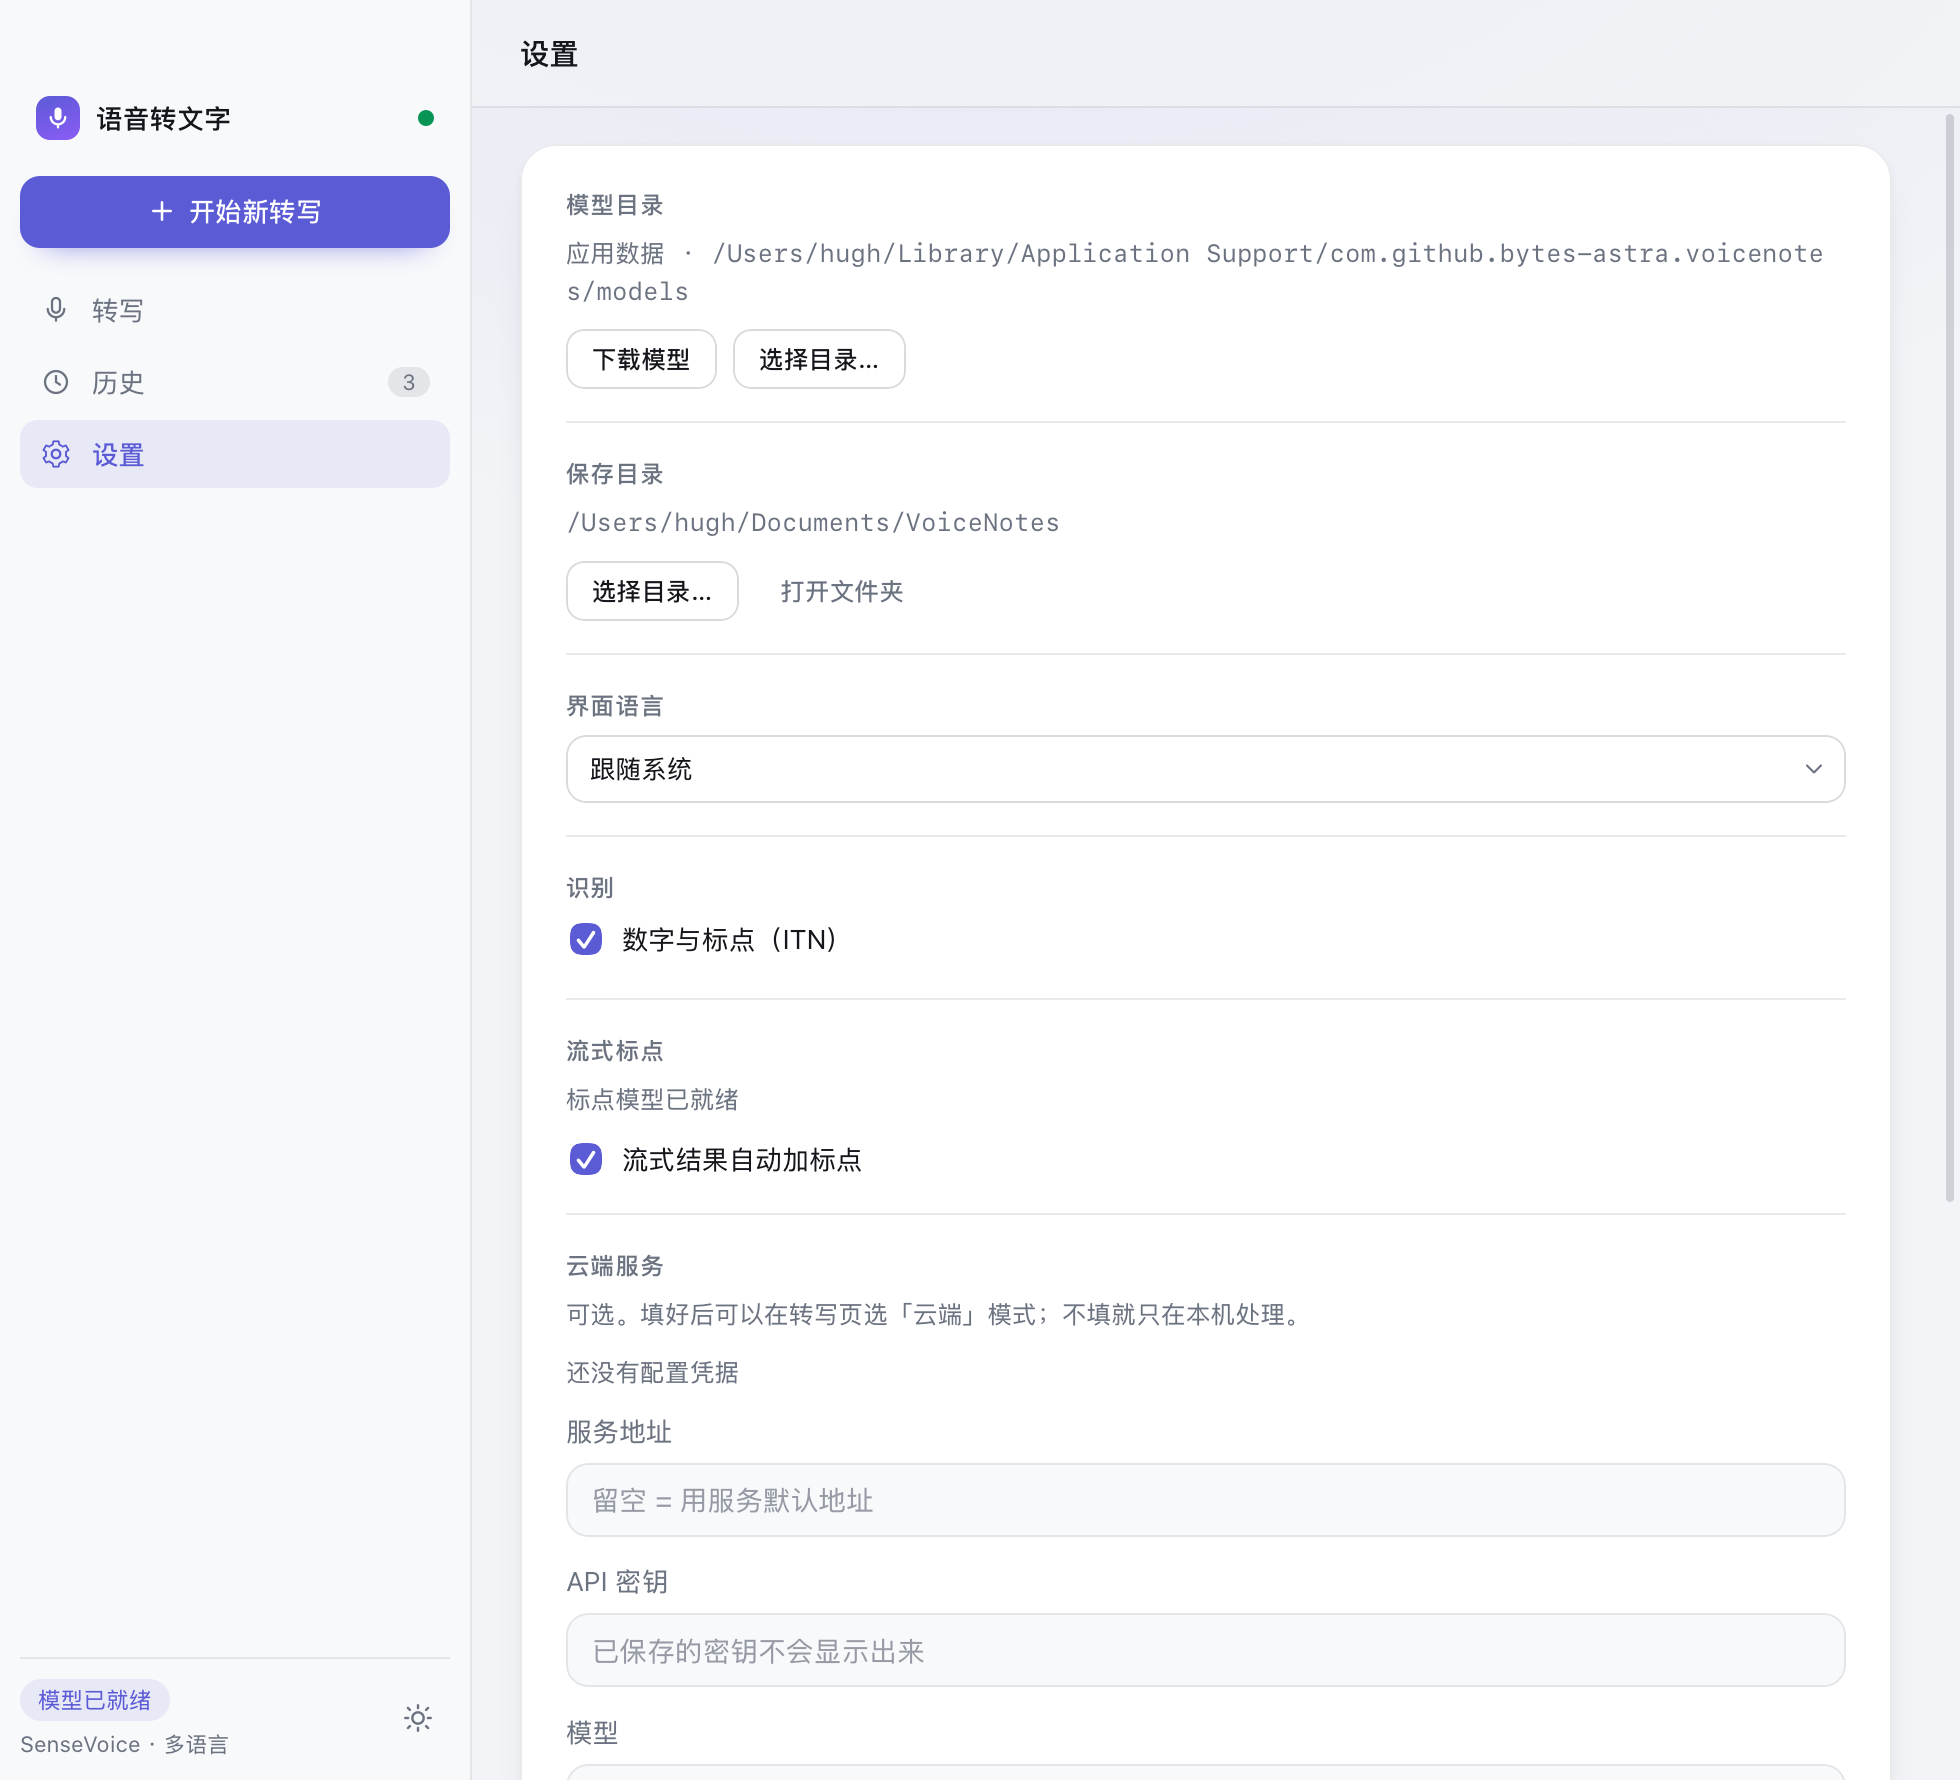 语音转文字
开始新转写
转写
历史
3
设置
模型已就绪
SenseVoice · 多语言
设置
模型目录
应用数据 · /Users/hugh/Library/Application Support/com.github.bytes-astra.voicenote
s/models
下载模型
选择目录...
保存目录
/Users/hugh/Documents/VoiceNotes
选择目录...
打开文件夹
界面语言
跟随系统
识别
数字与标点（ITN）
流式标点
标点模型已就绪
流式结果自动加标点
云端服务
可选。填好后可以在转写页选「云端」模式；不填就只在本机处理。
还没有配置凭据
服务地址
留空 = 用服务默认地址
API 密钥
已保存的密钥不会显示出来
模型